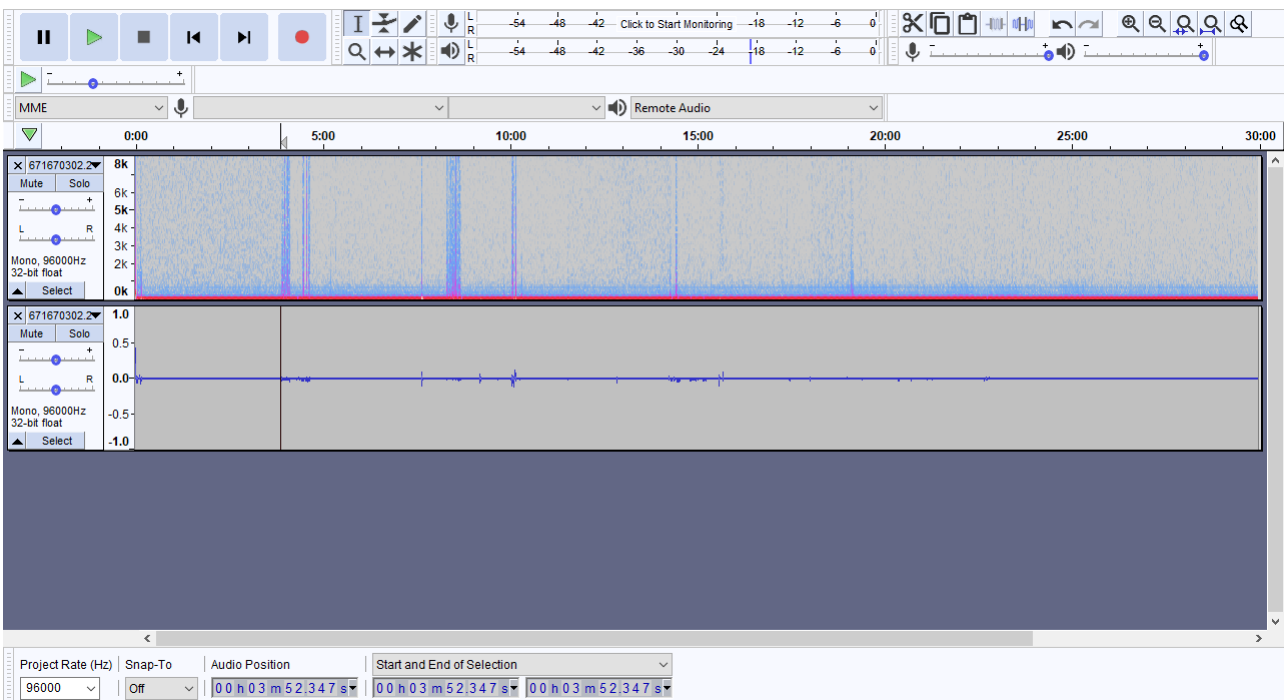 L
R
-54 -48 -42 Click to Start Monitoring -18 -12 -6 0
L
R
-54 -48 -42 -36 -30 -24 -18 -12 -6 0
- +
- +
- +
MME
Remote Audio
0:00 5:00 10:00 15:00 20:00 25:00 30:00
X 671670302.2
Mute Solo
- +
L R
Mono, 96000Hz
32-bit float
Select
8k
6k
5k
4k
3k
2k
0k
X 671670302.2
Mute Solo
- +
L R
Mono, 96000Hz
32-bit float
Select
1.0
0.5
0.0
-0.5
-1.0
Project Rate (Hz) Snap-To Audio Position Start and End of Selection
96000 Off 00 h 03 m 52.347 s 00 h 03 m 52.347 s 00 h 03 m 52.347 s